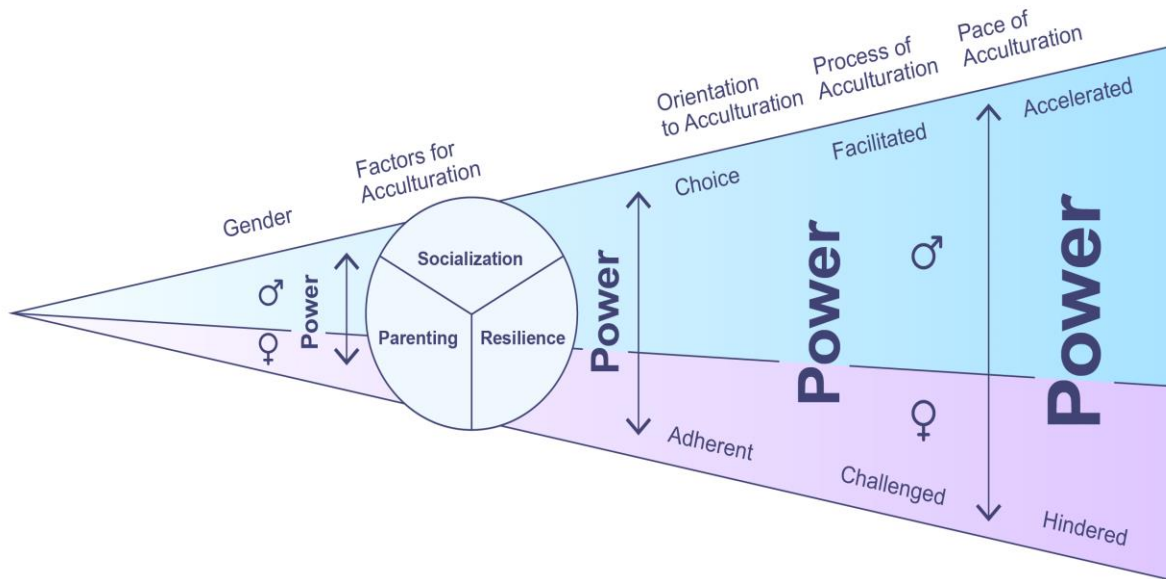 Gender
Factors for
Acculturation
Orientation
to Acculturation
Process of
Acculturation
Pace of
Acculturation
♂
♀
Power
Socialization
Parenting
Resilience
Power
Choice
Adherent
Facilitated
Power
Challenged
♂
♀
Accelerated
Power
Hindered